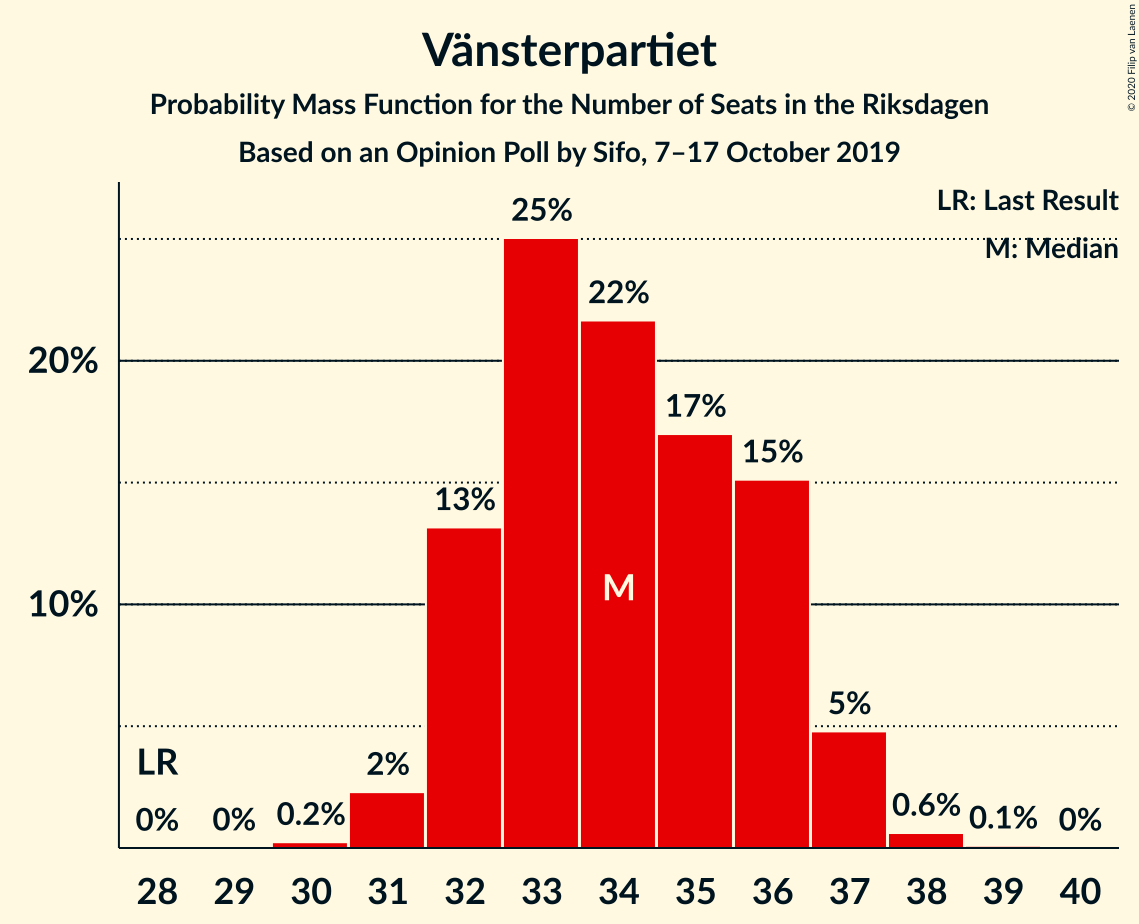 Vänsterpartiet
Probability Mass Function for the Number of Seats in the Riksdagen
Based on an Opinion Poll by Sifo, 7–17 October 2019
© 2020 Filip van Laenen
LR: Last Result
M: Median
25%
22%
20%
17%
15%
13%
M
10%
5%
LR
2%
0% 0% 0.2% 0.6% 0.1% 0%
28 29 30 31 32 33 34 35 36 37 38 39 40